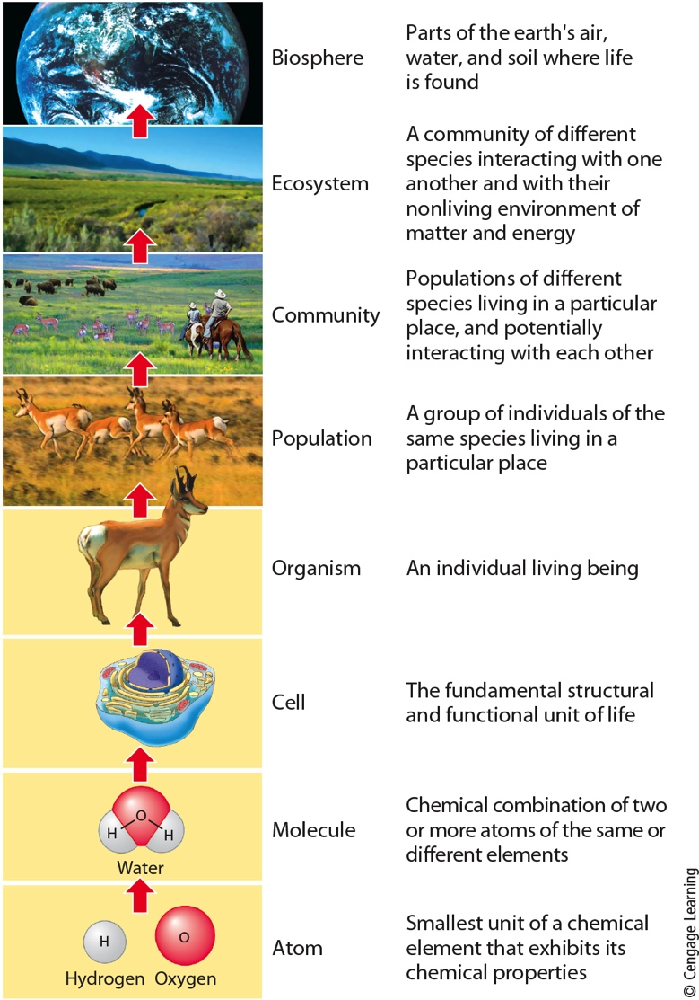 Biosphere
Parts of the earth's air,
water, and soil where life
is found
Ecosystem
A community of different
species interacting with one
another and with their
nonliving environment of
matter and energy
Community
Populations of different
species living in a particular
place, and potentially
interacting with each other
Population
A group of individuals of the
same species living in a
particular place
Organism
An individual living being
Cell
The fundamental structural
and functional unit of life
H O H
Water
Molecule
Chemical combination of two
or more atoms of the same or
different elements
H O
Hydrogen Oxygen
Atom
Smallest unit of a chemical
element that exhibits its
chemical properties
© Cengage Learning